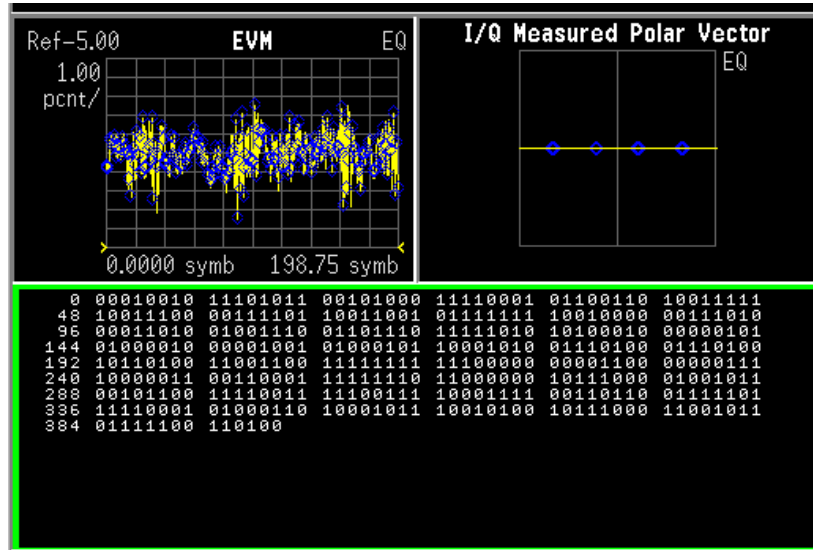 Ref-5.00 EVM EQ
1.00
pcnt/
0.0000 symb 198.75 symb
I/Q Measured Polar Vector
EQ
0 00010010 11101011 00101000 11110001 01100110 10011111
48 10011100 00111101 10011001 01111111 10010000 00111010
96 00011010 01001110 01101110 11111010 10100010 00000101
144 01000010 00001001 01000101 10001010 01110100 01110100
192 10110100 11001100 11111111 11100000 00001100 00000111
240 10000011 00110001 11111110 11000000 10111000 01001011
288 00101100 11110011 11100111 10001111 00110110 01111101
336 11110001 01000110 10001011 10010100 10111000 11001011
384 01111100 110100